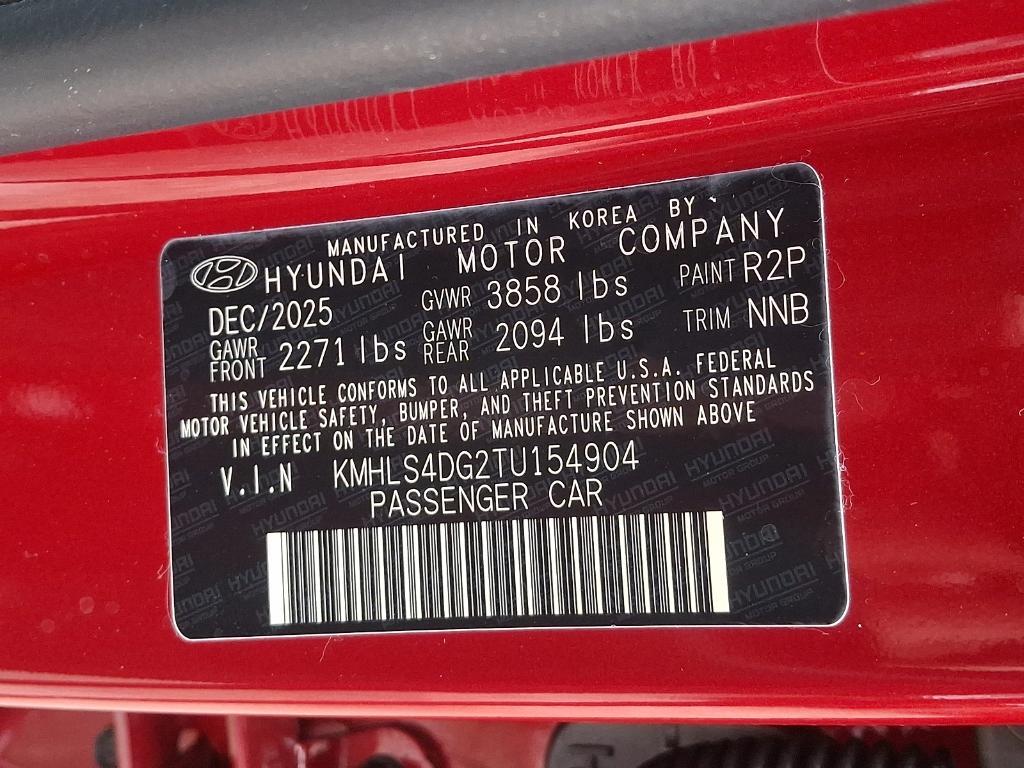 MANUFACTURED IN KOREA BY
HYUNDAI MOTOR COMPANY
DEC/2025 GVWR 3858 lbs PAINT R2P
GAWR FRONT 2271 lbs GAWR REAR 2094 lbs TRIM NNB
THIS VEHICLE CONFORMS TO ALL APPLICABLE U.S.A. FEDERAL
MOTOR VEHICLE SAFETY, BUMPER, AND THEFT PREVENTION STANDARDS
IN EFFECT ON THE DATE OF MANUFACTURE SHOWN ABOVE
V.I.N KMHLS4DG2TU154904
PASSENGER CAR